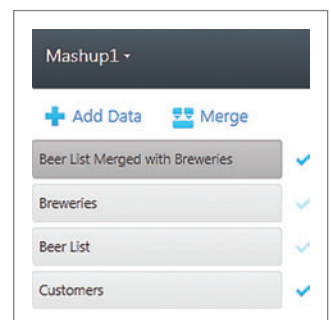 Mashup1
Add Data Merge
Beer List Merged with Breweries
Breweries
Beer List
Customers